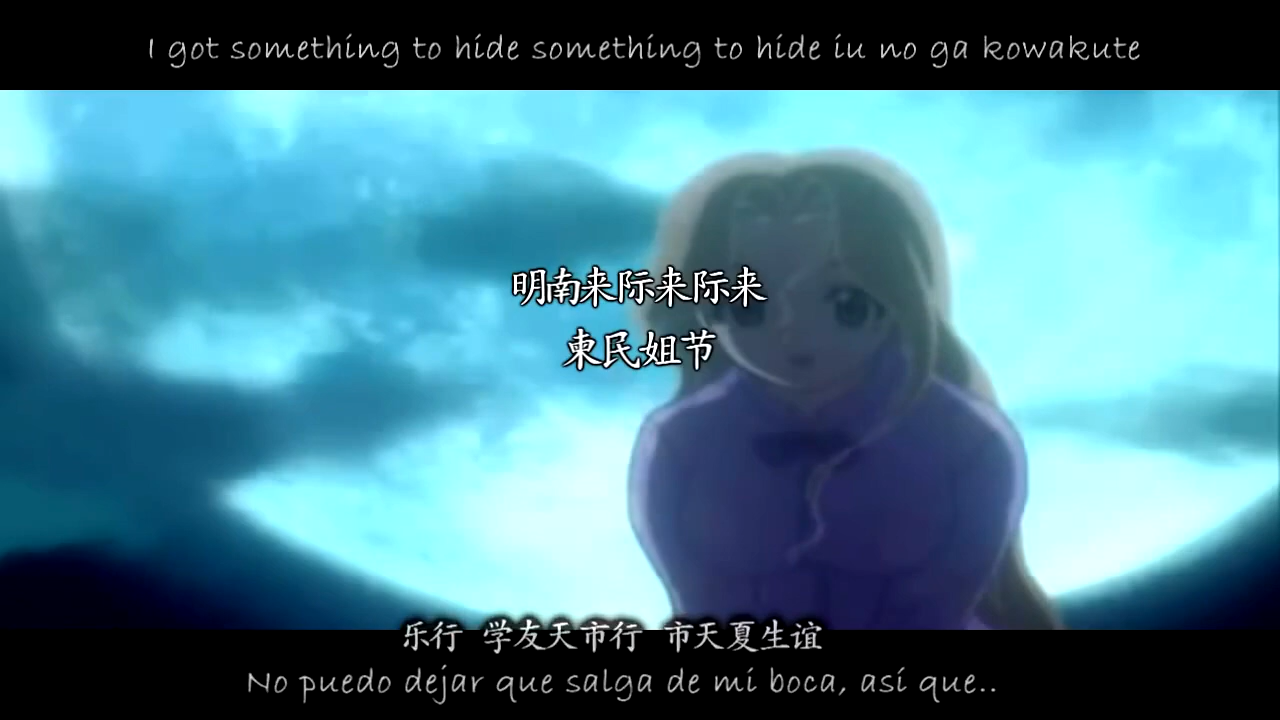 I got something to hide something to hide iu no ga kowakute
明南来际来际来
柬民姐节
乐行 学友天市行 市天夏生谊
No puedo dejar que salga de mi boca, así que..